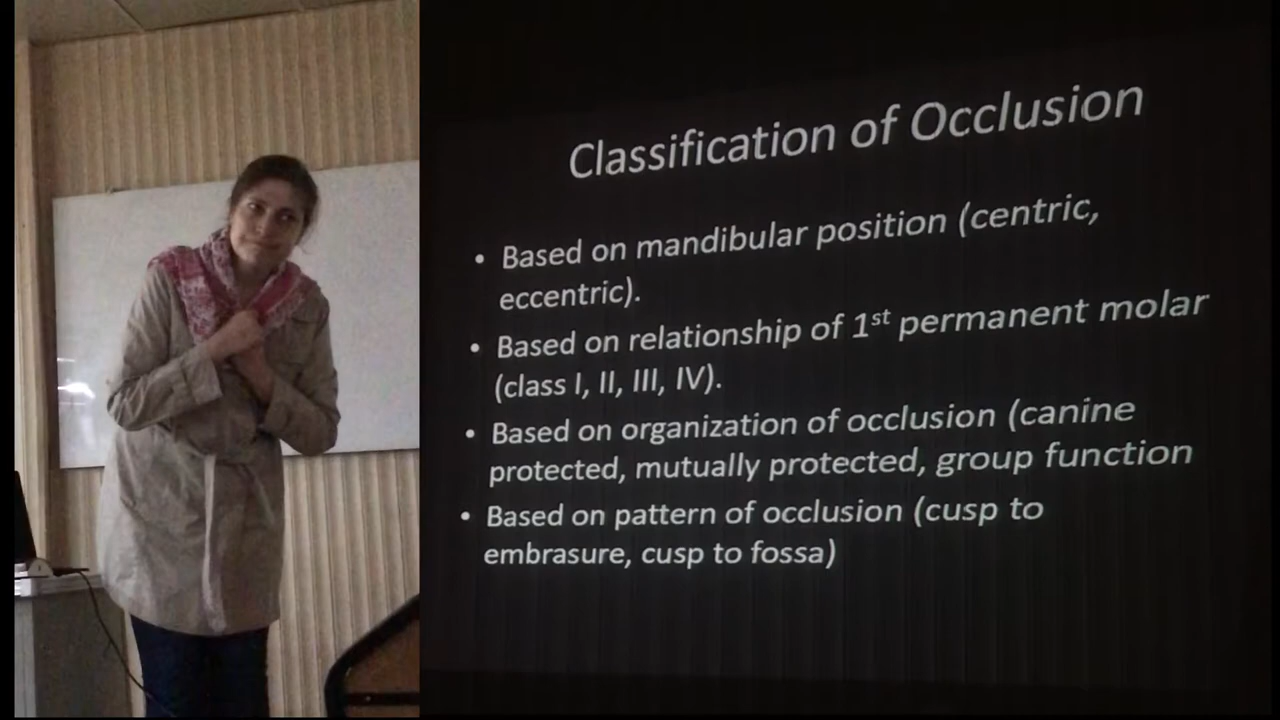 Classification of Occlusion
• Based on mandibular position (centric,
eccentric).
• Based on relationship of 1st permanent molar
(class I, II, III, IV).
• Based on organization of occlusion (canine
protected, mutually protected, group function
• Based on pattern of occlusion (cusp to
embrasure, cusp to fossa)